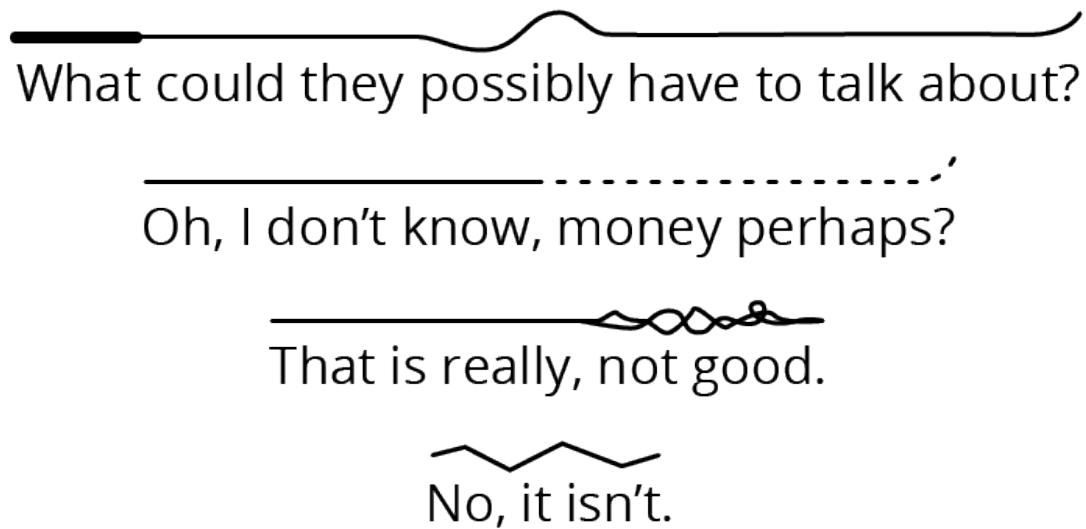 What could they possibly have to talk about?
Oh, I don’t know, money perhaps?
That is really, not good.
No, it isn’t.